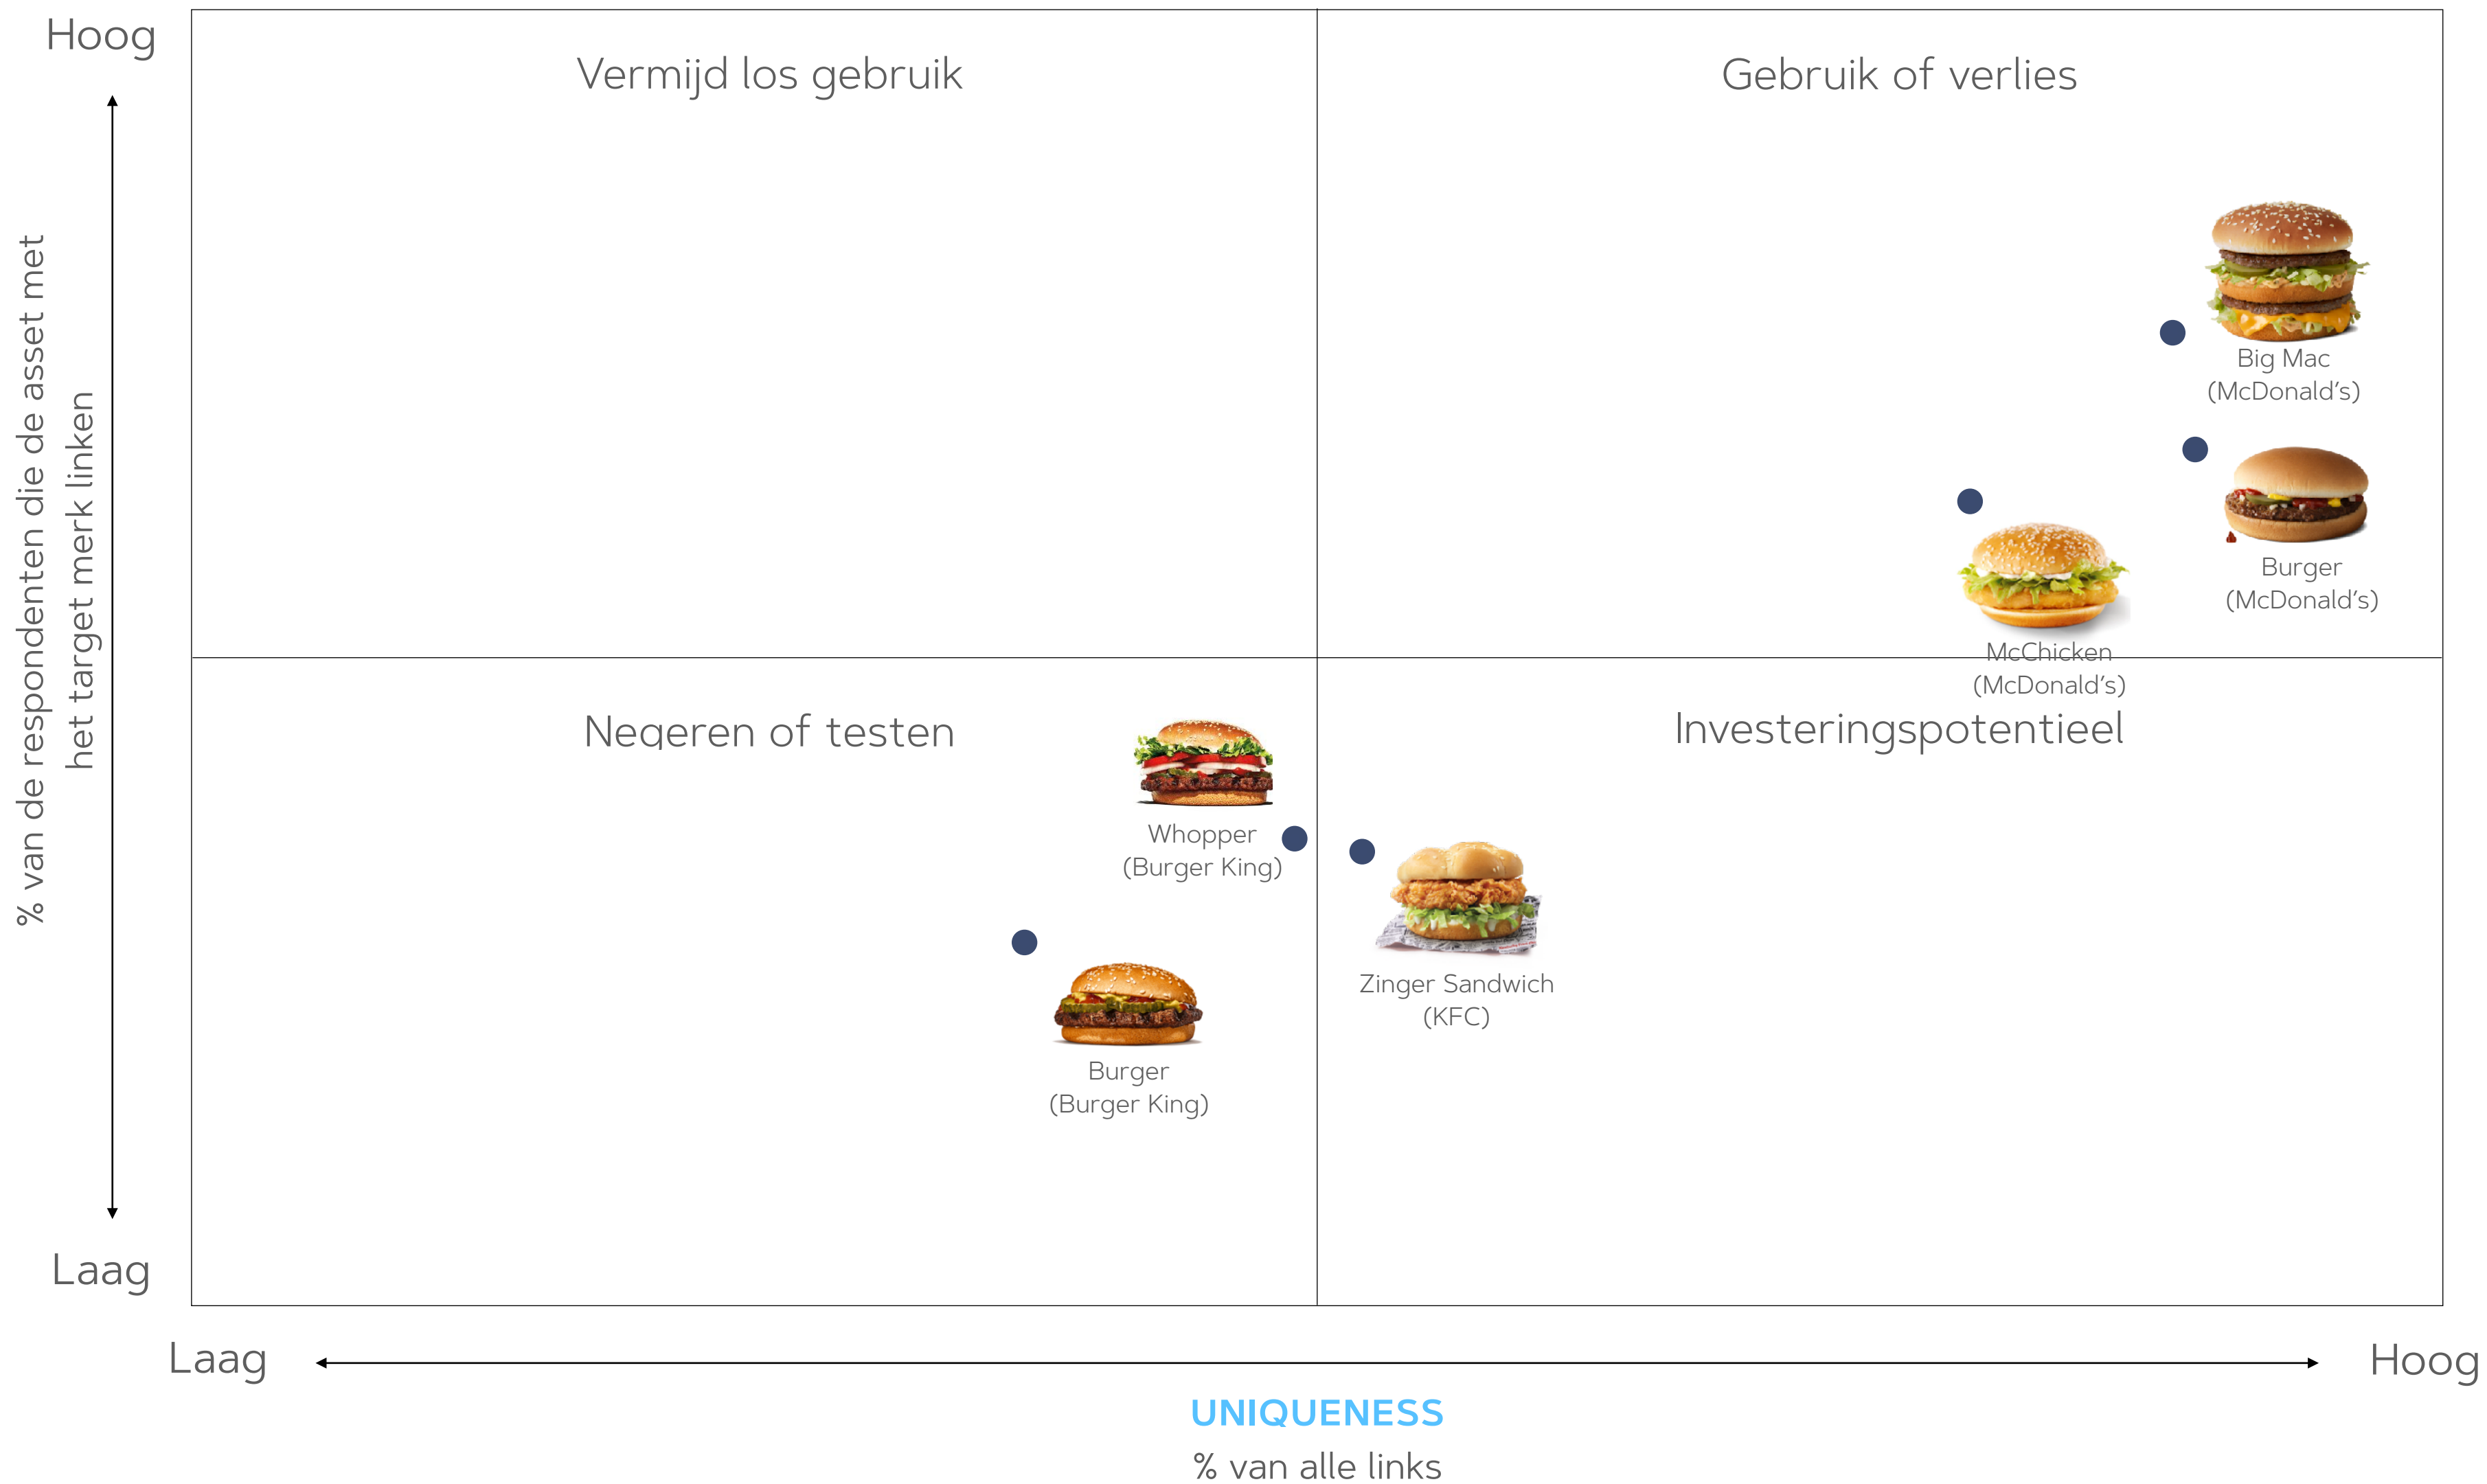 Hoog
Vermijd los gebruik
Gebruik of verlies
% van de respondenten die de asset met
het target merk linken
Big Mac
(McDonald's)
Burger
(McDonald's)
McChicken
(McDonald's)
Negeren of testen
Investeringspotentieel
Whopper
(Burger King)
Zinger Sandwich
(KFC)
Burger
(Burger King)
Laag
Laag
Hoog
UNIQUENESS
% van alle links